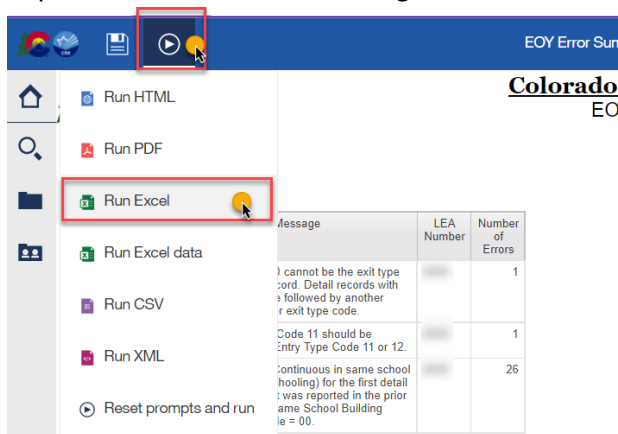 EOY Error Sun
Colorado
EO
Run HTML
Run PDF
Run Excel
Run Excel data
Run CSV
Run XML
Reset prompts and run
Message
LEA
Number
Number
of
Errors
) cannot be the exit type
cord. Detail records with
e followed by another
r exit type code.
1
Code 11 should be
Entry Type Code 11 or 12.
1
Continuous in same school
hooling) for the first detail
t was reported in the prior
ame School Building
le = 00.
26